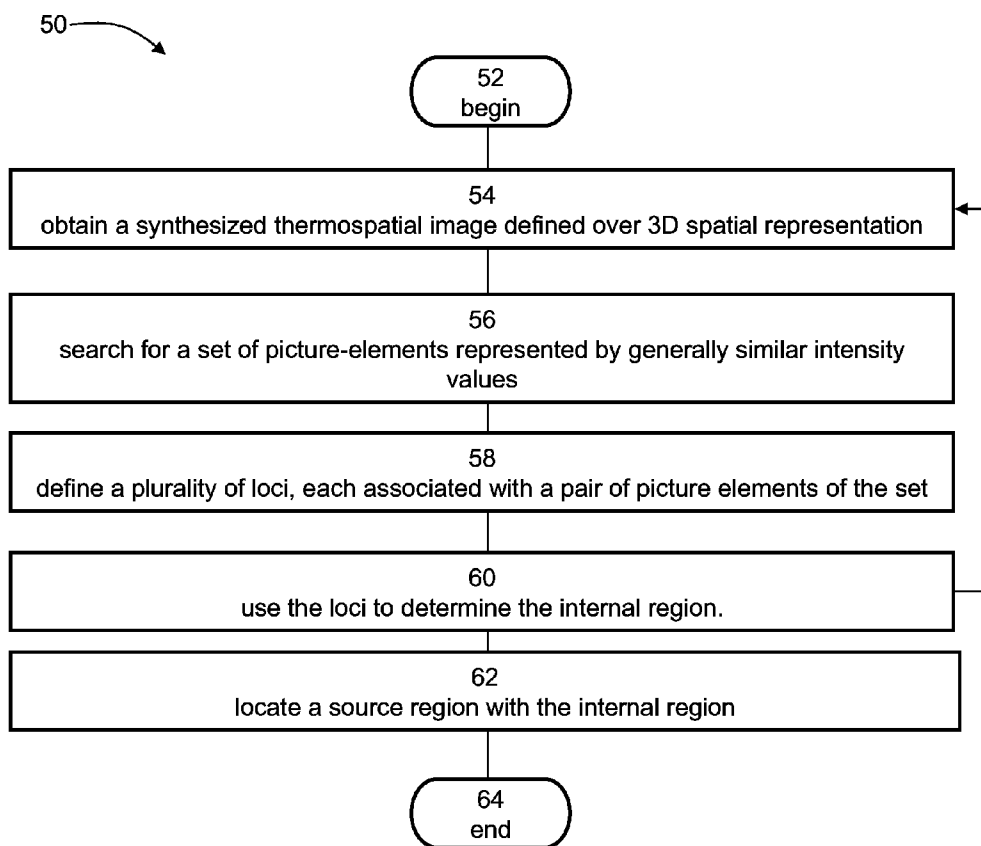 50
52
begin
54
obtain a synthesized thermospatial image defined over 3D spatial representation
56
search for a set of picture-elements represented by generally similar intensity
values
58
define a plurality of loci, each associated with a pair of picture elements of the set
60
use the loci to determine the internal region.
62
locate a source region with the internal region
64
end